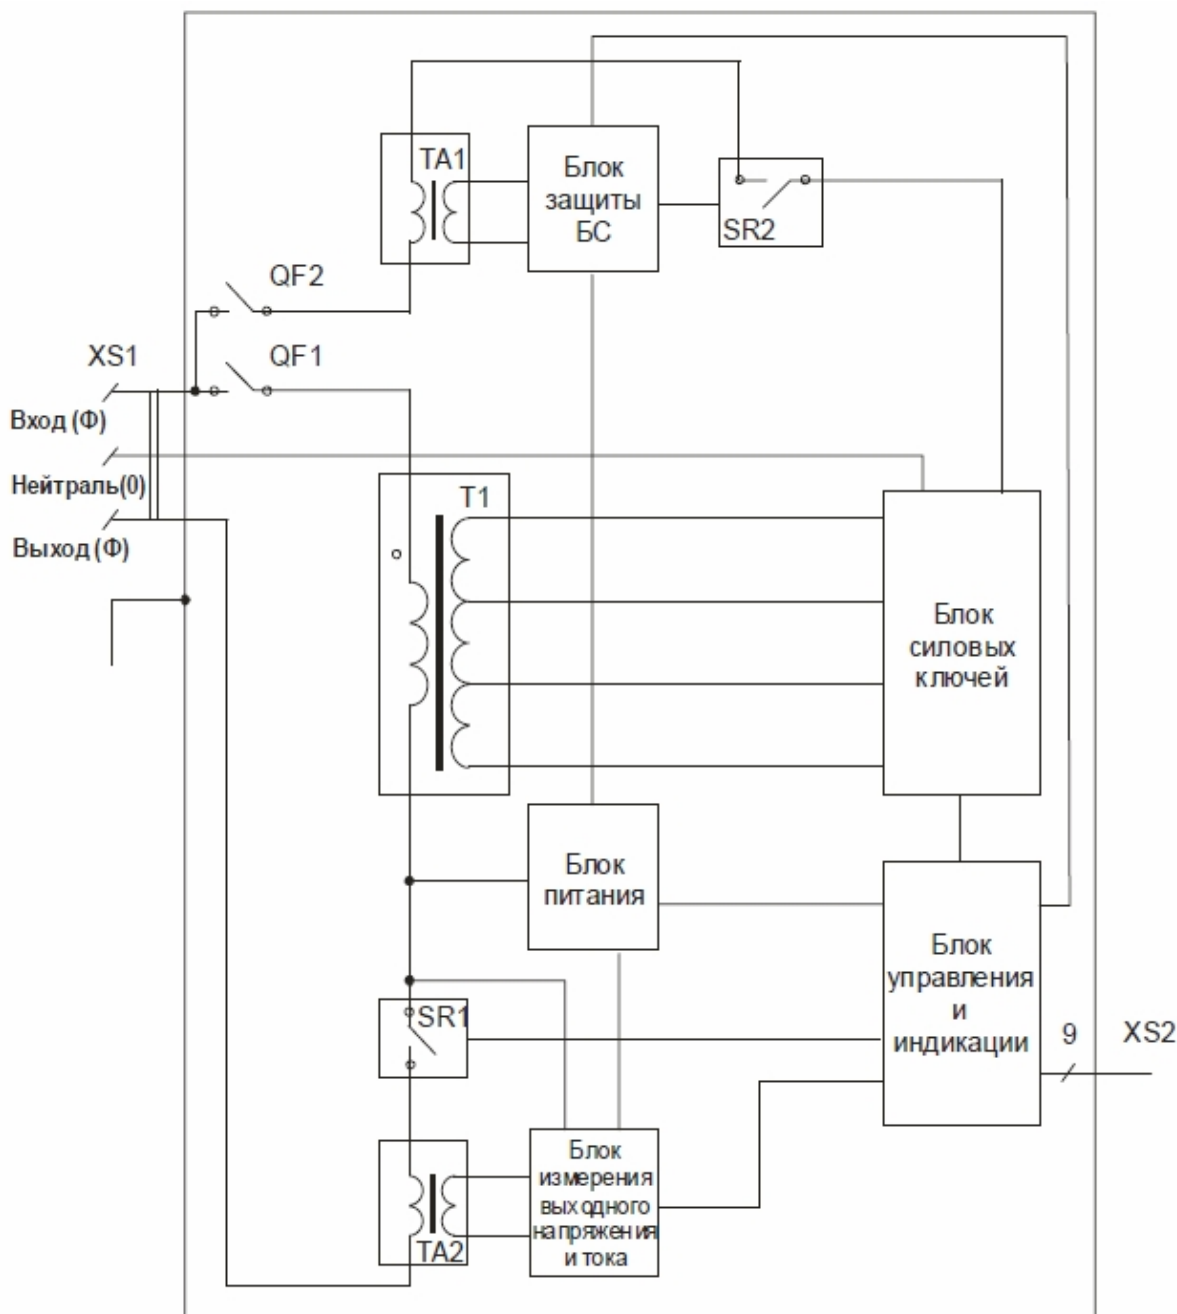 TA1
Блок
защиты
БС
SR2
QF2
XS1
QF1
Вход (Ф)
Нейтраль(0)
Выход (Ф)
T1
Блок
силовых
ключей
Блок
питания
Блок
управления
и
индикации
SR1
9
XS2
Блок
измерения
выходного
напряжения
и тока
TA2